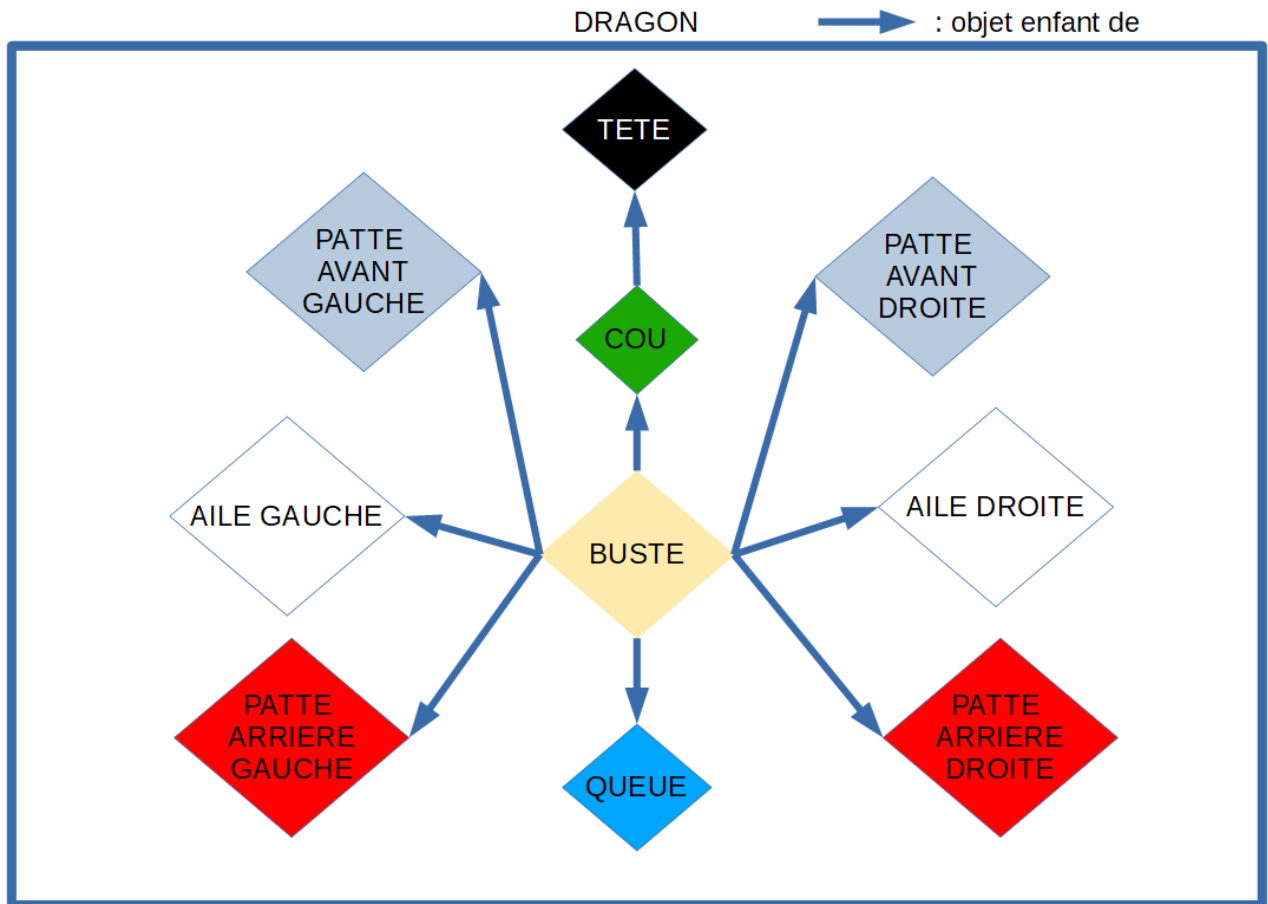 DRAGON
: objet enfant de
TETE
PATTE
AVANT
GAUCHE
PATTE
AVANT
DROITE
COU
AILE GAUCHE
AILE DROITE
BUSTE
PATTE
ARRIERE
GAUCHE
PATTE
ARRIERE
DROITE
QUEUE